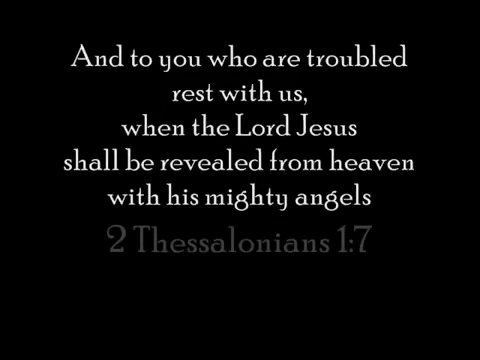 And to you who are troubled
rest with us,
when the Lord Jesus
shall be revealed from heaven
with his mighty angels
2 Thessalonians 1:7